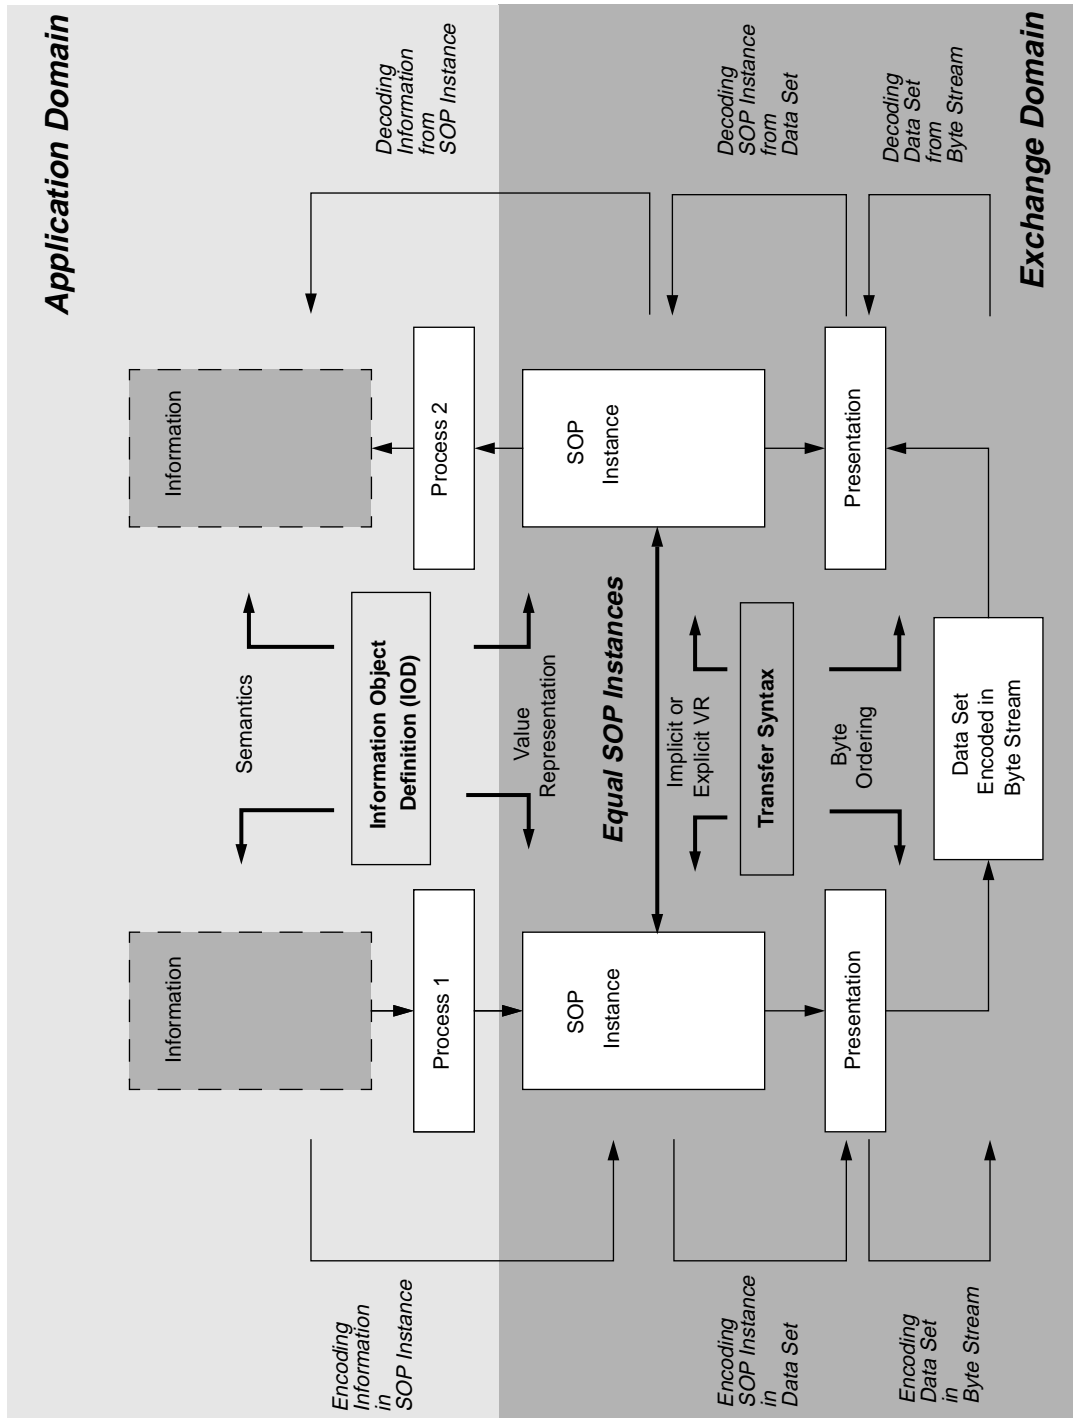 Application Domain
Encoding
Information
in
SOP Instance
Information
Process 1
Semantics
Information Object
Definition (IOD)
Value
Representation
Information
Process 2
Decoding
Information
from
SOP Instance
Equal SOP Instances
SOP
Instance
SOP
Instance
Encoding
SOP Instance
in
Data Set
Implicit or
Explicit VR
Transfer Syntax
Byte
Ordering
Decoding
SOP Instance
from
Data Set
Presentation
Presentation
Encoding
Data Set
in
Byte Stream
Data Set
Encoded in
Byte Stream
Decoding
Data Set
from
Byte Stream
Exchange Domain